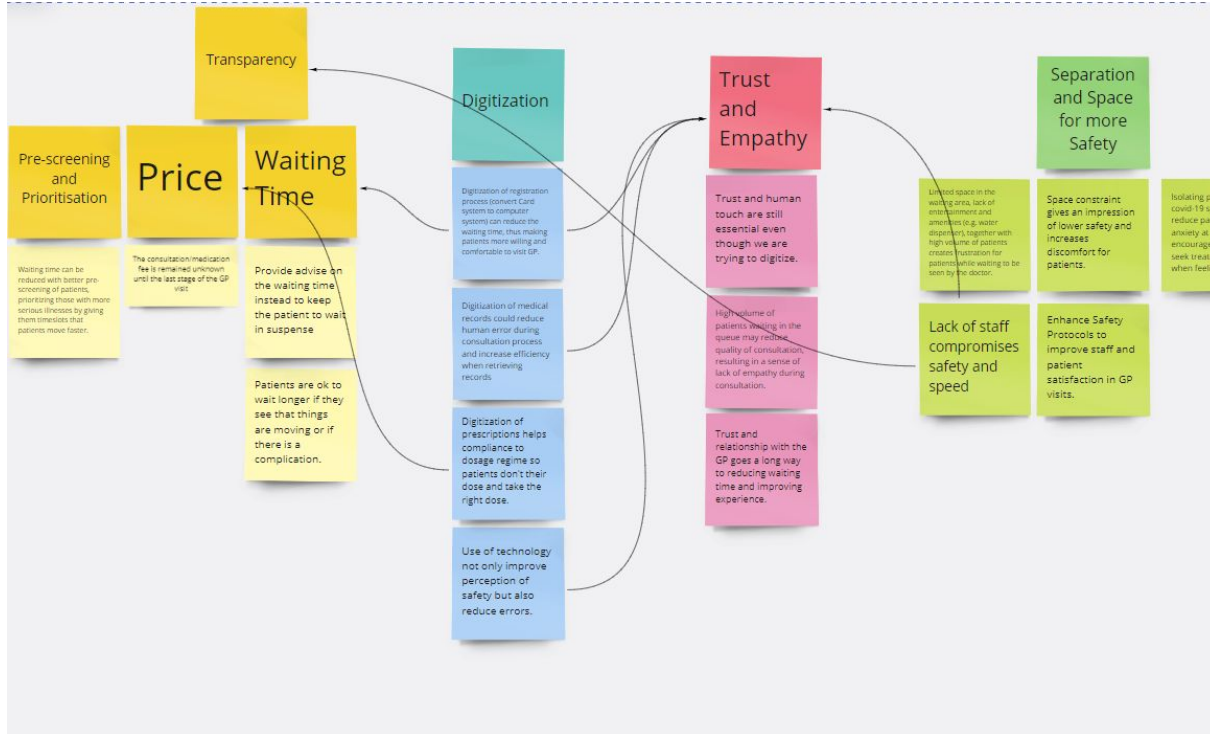 Transparency
Pre-screening
and
Prioritisation
Price
Waiting
Time
Waiting time can be
reduced with better pre-
screening of patients,
prioritizing those with more
serious illnesses by giving
them timeslots that
patients move faster.
The consultation/medication
fee is remained unknown
until the last stage of the GP
visit
Provide advise on
the waiting time
instead to keep
the patient to wait
in suspense
Patients are ok to
wait longer if they
see that things
are moving or if
there is a
complication.
Digitization
Digitization of registration
process (convert Card
system to computer
system) can reduce the
waiting time, thus making
patients more willing and
comfortable to visit GP.
Digitization of medical
records could reduce
human error during
consultation process
and increase efficiency
when retrieving
records
Digitization of
prescriptions helps
compliance to
dosage regime so
patients don't their
dose and take the
right dose.
Use of technology
not only improve
perception of
safety but also
reduce errors.
Trust
and
Empathy
Trust and human
touch are still
essential even
though we are
trying to digitize.
High volume of
patients waiting in the
queue may reduce
quality of consultation,
resulting in a sense of
lack of empathy during
consultation.
Trust and
relationship with the
GP goes a long way
to reducing waiting
time and improving
experience.
Separation
and Space
for more
Safety
Limited space in the
waiting area, lack of
entertainment and
amenities (e.g. water
dispenser), together with
high volume of patients
creates frustration for
patients while waiting to be
seen by the doctor.
Space constraint
gives an impression
of lower safety and
increases
discomfort for
patients.
Isolating
covid-19
reduce
anxiety at
encourage
seek
when
Lack of staff
compromises
safety and
speed
Enhance Safety
Protocols to
improve staff and
patient
satisfaction in GP
visits.